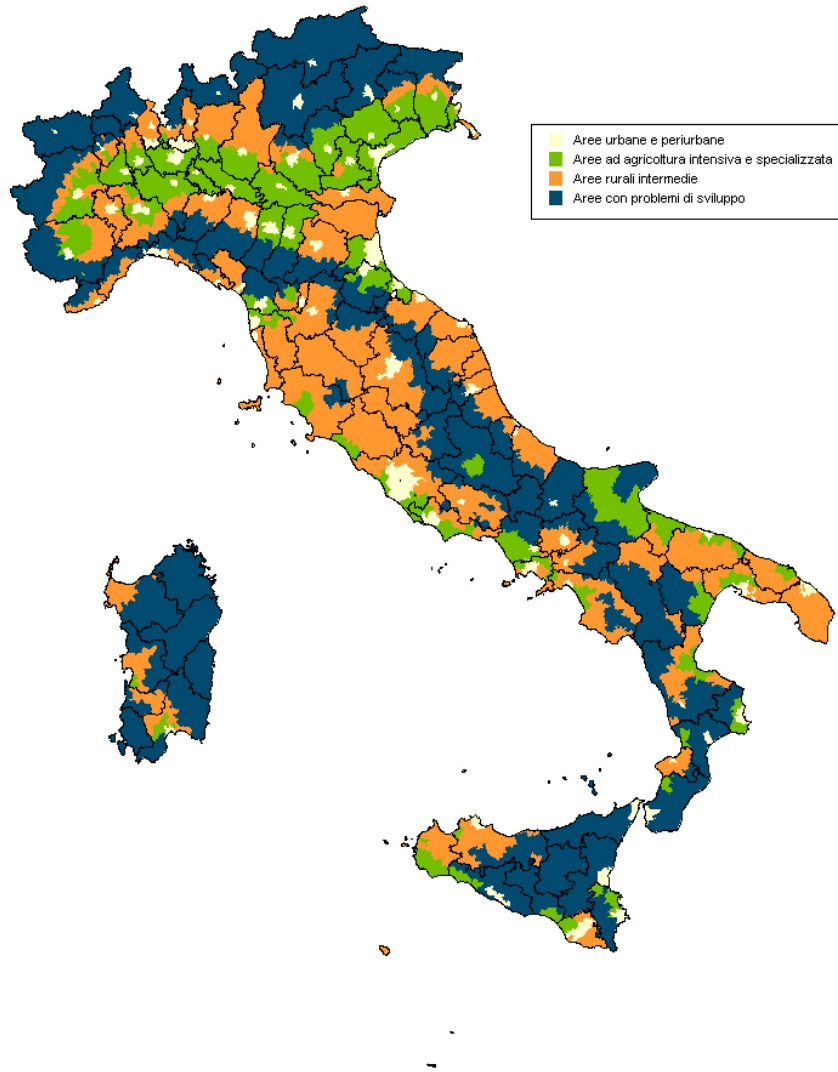 Aree urbane e periurbane
Aree ad agricoltura intensiva e specializzata
Aree rurali intermedie
Aree con problemi di sviluppo